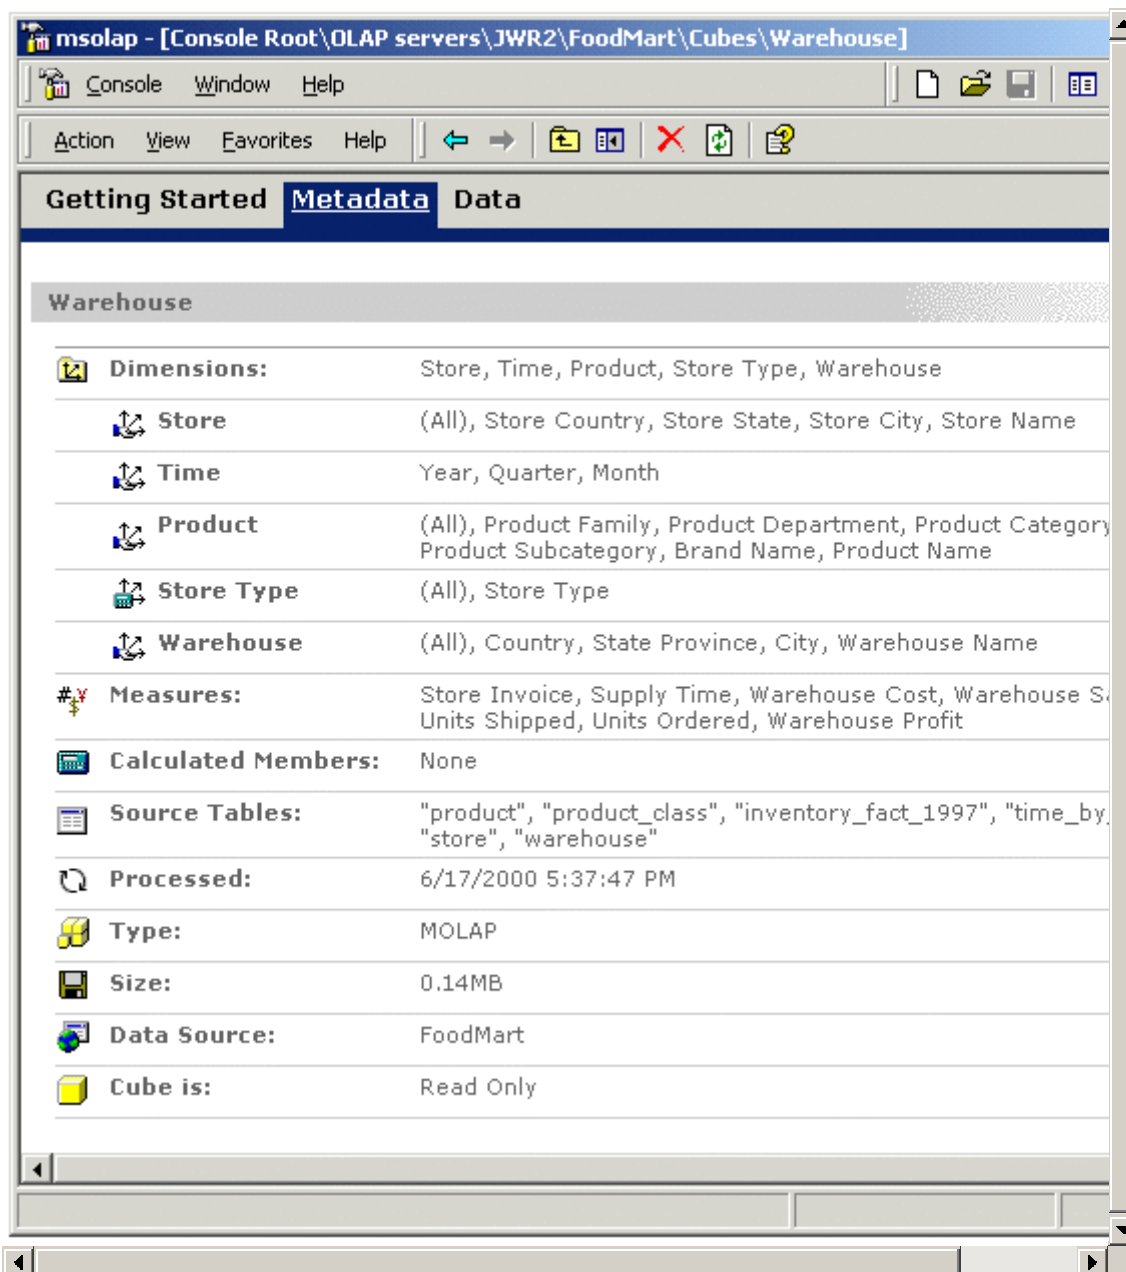 msolap - [Console Root\OLAP servers\JWR2\FoodMart\Cubes\Warehouse]
Console Window Help
Action View Favorites Help
Getting Started Metadata Data
Warehouse
Dimensions: Store, Time, Product, Store Type, Warehouse
Store (All), Store Country, Store State, Store City, Store Name
Time Year, Quarter, Month
Product (All), Product Family, Product Department, Product Category
Product Subcategory, Brand Name, Product Name
Store Type (All), Store Type
Warehouse (All), Country, State Province, City, Warehouse Name
Measures: Store Invoice, Supply Time, Warehouse Cost, Warehouse
Units Shipped, Units Ordered, Warehouse Profit
Calculated Members: None
Source Tables: "product", "product_class", "inventory_fact_1997", "time_by_
"store", "warehouse"
Processed: 6/17/2000 5:37:47 PM
Type: MOLAP
Size: 0.14MB
Data Source: FoodMart
Cube is: Read Only